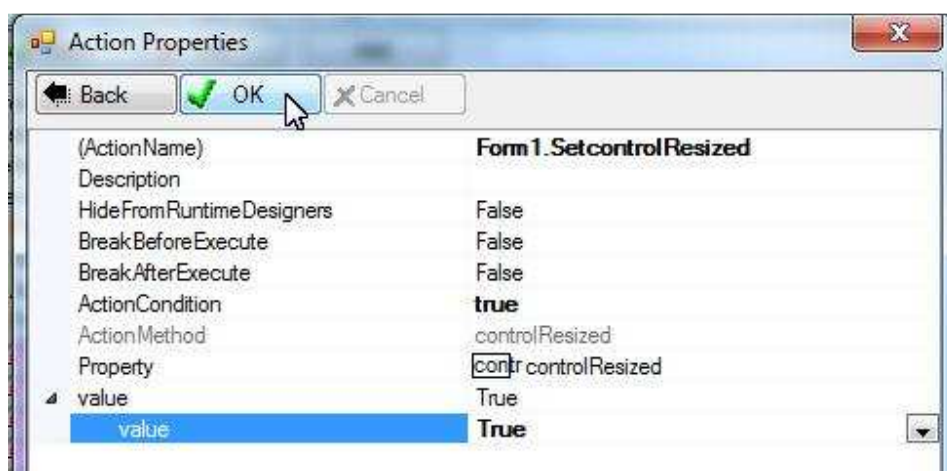 Action Properties
Back OK Cancel
(ActionName) Form1.SetcontrolResized
Description
HideFromRuntimeDesigners False
BreakBeforeExecute False
BreakAfterExecute False
ActionCondition true
ActionMethod controlResized
Property contr controlResized
value True
value True